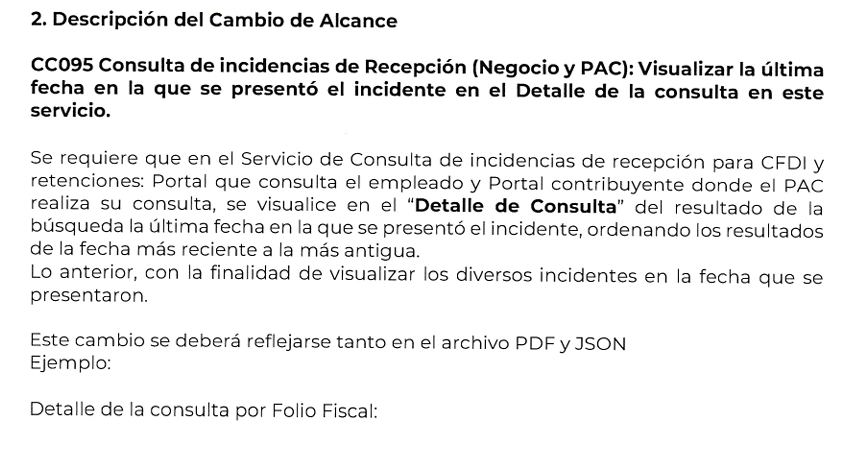 2. Descripción del Cambio de Alcance
CC095 Consulta de incidencias de Recepción (Negocio y PAC): Visualizar la última
fecha en la que se presentó el incidente en el Detalle de la consulta en este
servicio.
Se requiere que en el Servicio de Consulta de incidencias de recepción para CFDI y
retenciones: Portal que consulta el empleado y Portal contribuyente donde el PAC
realiza su consulta, se visualice en el “Detalle de Consulta” del resultado de la
búsqueda la última fecha en la que se presentó el incidente, ordenando los resultados
de la fecha más reciente a la más antigua.
Lo anterior, con la finalidad de visualizar los diversos incidentes en la fecha que se
presentaron.
Este cambio se deberá reflejarse tanto en el archivo PDF y JSON
Ejemplo:
Detalle de la consulta por Folio Fiscal: